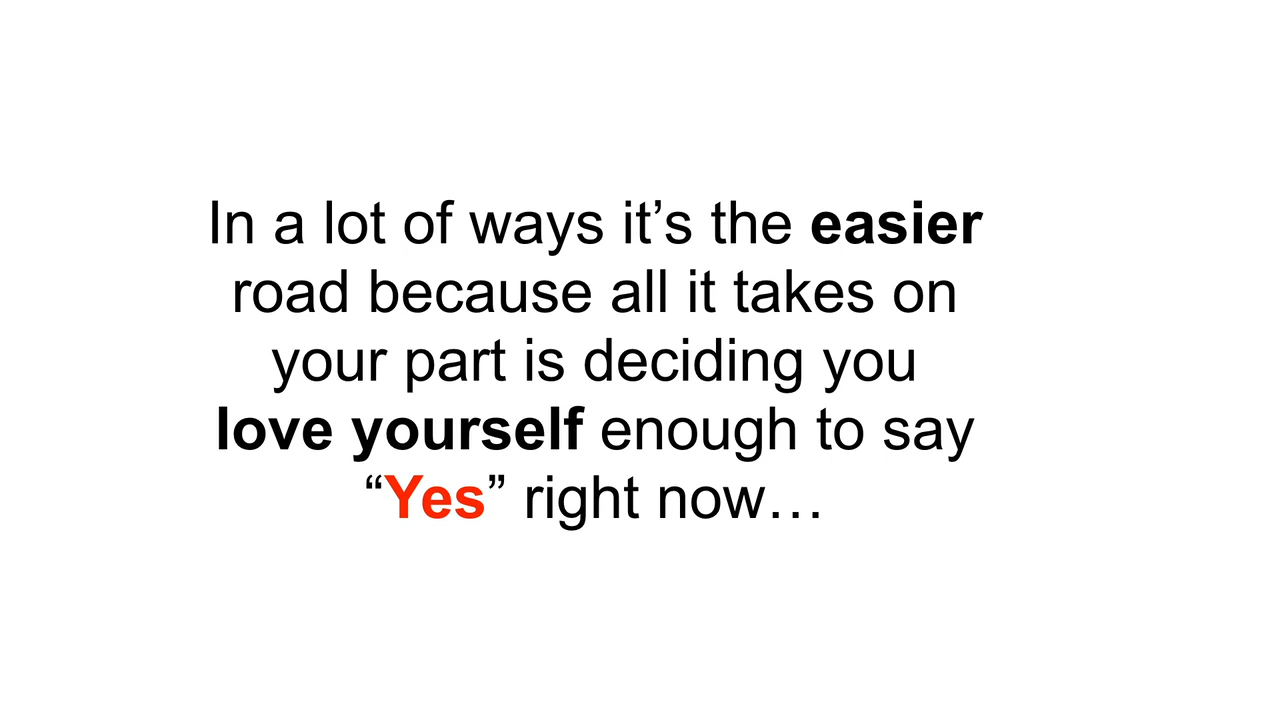 In a lot of ways it’s the easier
road because all it takes on
your part is deciding you
love yourself enough to say
“Yes” right now…